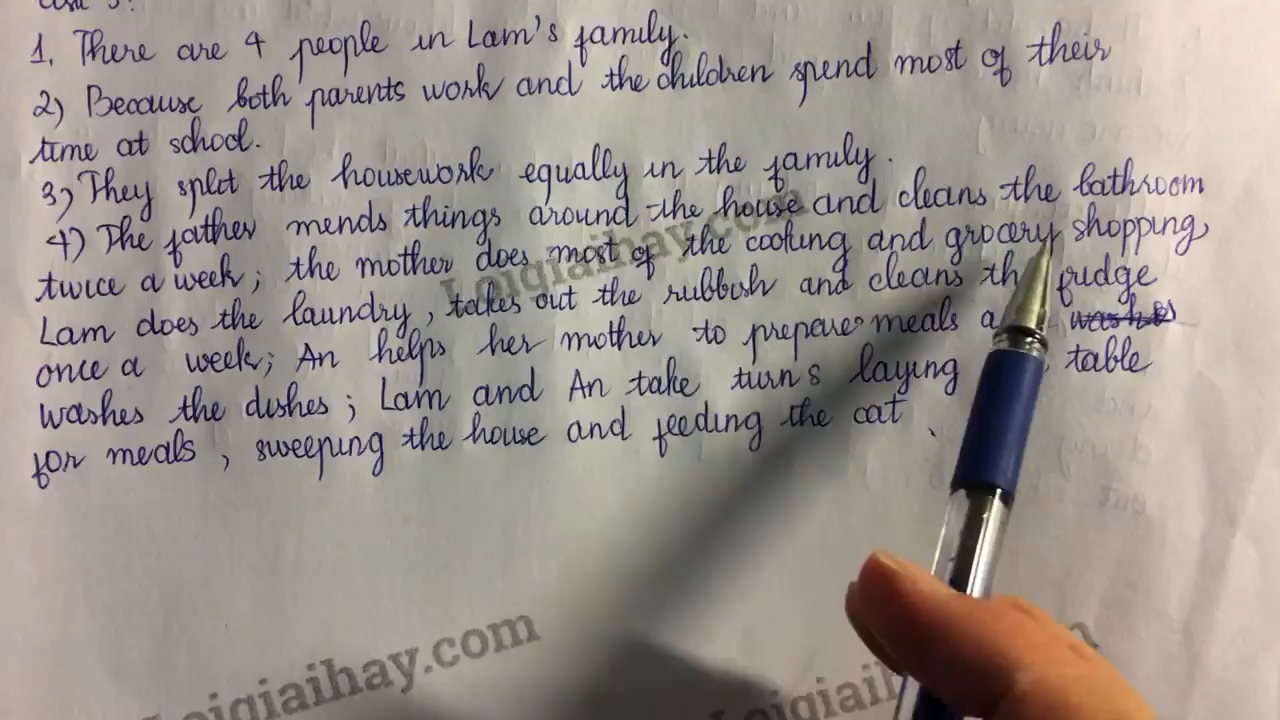 1. There are 4 people in Lam's family.
2) Because both parents work and the children spend most of their
time at school.
3) They split the housework equally in the family.
4) The father mends things around the house and cleans the bathroom
twice a week; the mother does most of the cooking and grocery shopping,
Lam does the laundry, takes out the rubbish and cleans th fridge
once a week; An helps her mother to prepare meals a washes
washes the dishes; Lam and An take turns laying table
for meals, sweeping the house and feeding the cat.
Loigiaihay.com
Loigiaihay.com
Loigiaih